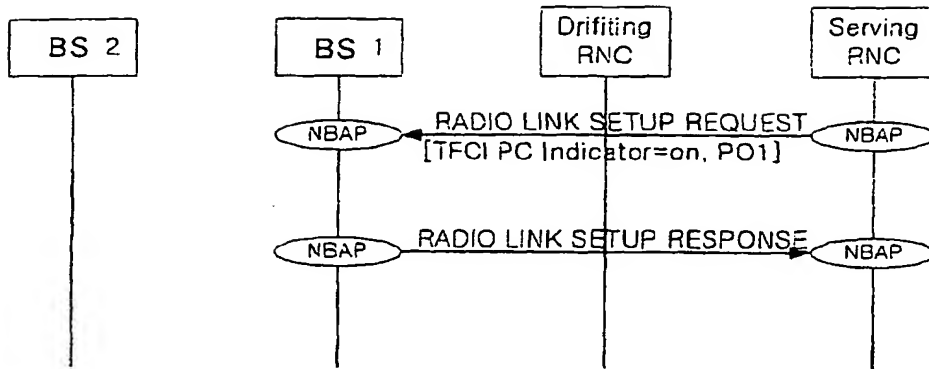 BS 2
BS 1
Drifiting
RNC
Serving
RNC
NBAP
RADIO LINK SETUP REQUEST
NBAP
[TFCI PC Indicator=on, PO1]
NBAP
RADIO LINK SETUP RESPONSE
NBAP